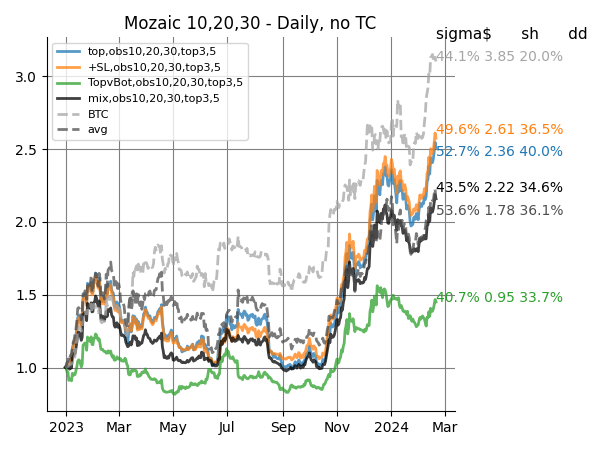 Mozaic 10,20,30 - Daily, no TC
sigma$ sh dd
top,obs10,20,30,top3,5
+SL,obs10,20,30,top3,5
TopvBot,obs10,20,30,top3,5
mix,obs10,20,30,top3,5
BTC
avg
44.1% 3.85 20.0%
49.6% 2.61 36.5%
52.7% 2.36 40.0%
43.5% 2.22 34.6%
53.6% 1.78 36.1%
40.7% 0.95 33.7%
3.0
2.5
2.0
1.5
1.0
2023 Mar May Jul Sep Nov 2024 Mar